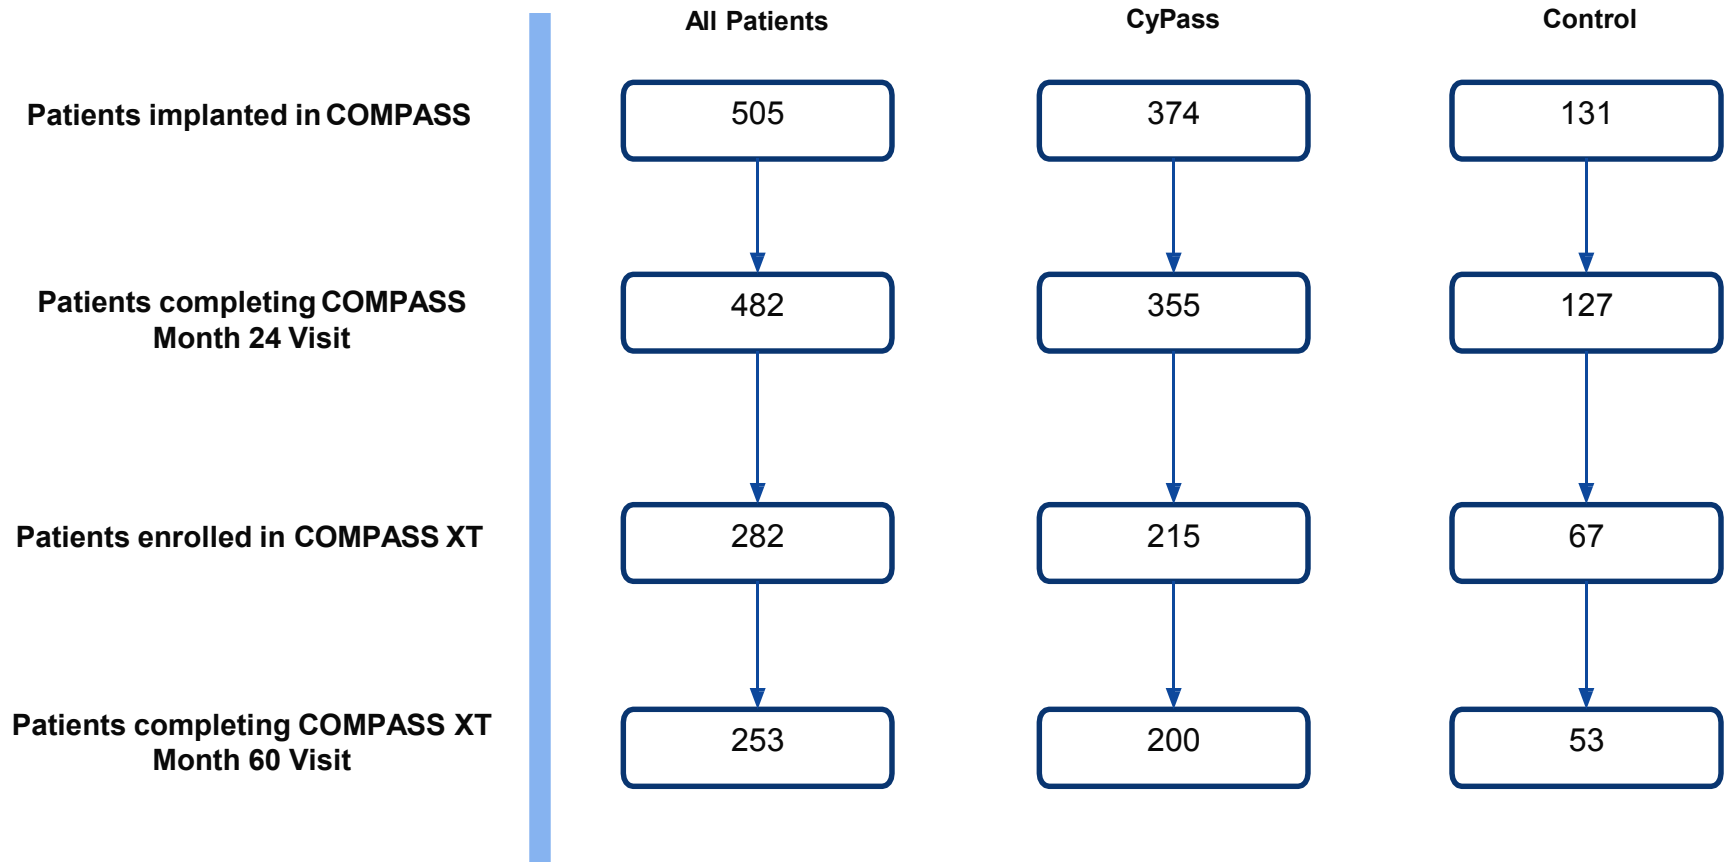 All Patients
CyPass
Control
Patients implanted in COMPASS
505
374
131
Patients completing COMPASS
Month 24 Visit
482
355
127
Patients enrolled in COMPASS XT
282
215
67
Patients completing COMPASS XT
Month 60 Visit
253
200
53